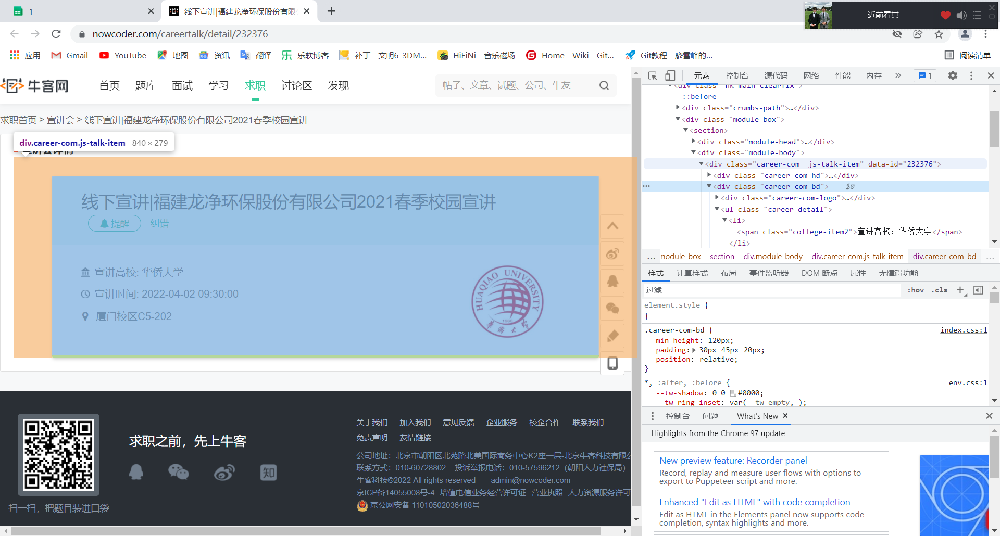 1
线下宣讲|福建龙净环保股份有限
近前看其
nowcoder.com/careertalk/detail/232376
应用
Gmail
YouTube
地图
资讯
翻译
乐软博客
补丁 - 文明6_3DM...
HiFiNi - 音乐磁场
Home - Wiki - Git...
Git教程 - 廖雪峰的...
阅读清单
牛客网
首页 题库 面试 学习 求职 讨论区 发现
帖子、文章、试题、公司、牛友
求职首页 > 宣讲会 > 线下宣讲|福建龙净环保股份有限公司2021春季校园宣讲
div.career-com.js-talk-item 840 × 279
线下宣讲|福建龙净环保股份有限公司2021春季校园宣讲
提醒 纠错
宣讲高校: 华侨大学
宣讲时间: 2022-04-02 09:30:00
厦门校区C5-202
HUAQIAO UNIVERSITY
1960
华侨大学
求职之前，先上牛客
知
扫一扫，把题目装进口袋
关于我们 加入我们 意见反馈 企业服务 校企合作 联系我们
免责声明 友情链接
公司地址：北京市朝阳区北苑路北美国际商务中心K2座一层-北京牛客科技有限公
联系方式：010-60728802 投诉举报电话：010-57596212（朝阳人力社保局）
牛客科技©2022 All rights reserved admin@nowcoder.com
京ICP备14055008号-4 增值电信业务经营许可证 营业执照 人力资源服务许可
京公网安备 11010502036488号
元素 控制台 源代码 网络 性能 内存 » 1
<div class="nk-main clearfix">
::before
<div class="crumbs-path">…</div>
<div class="module-box">
<section>
<div class="module-head">…</div>
<div class="module-body">
<div class="career-com  js-talk-item" data-id="232376">
<div class="career-com-hd">…</div>
<div class="career-com-bd"> == $0
<div class="career-com-logo">…</div>
<ul class="career-detail">
<li>
<span class="college-item2">宣讲高校: 华侨大学</span>
</li>
... module-box section div.module-body div.career-com.js-talk-item div.career-com-bd ...
样式 计算样式 布局 事件监听器 DOM 断点 属性 无障碍功能
过滤 :hov .cls +
element.style {
}
.career-com-bd { index.css:1
min-height: 120px;
padding: 30px 45px 20px;
position: relative;
}
*, :after, :before { env.css:1
--tw-shadow: 0 0 #0000;
--tw-ring-inset: var(--tw-empty, );
控制台 问题 What's New ×
Highlights from the Chrome 97 update
New preview feature: Recorder panel
Record, replay and measure user flows with options to
export to Puppeteer script and more.
Enhanced "Edit as HTML" with code completion
Edit as HTML in the Elements panel now supports code
completion, syntax highlights and more.